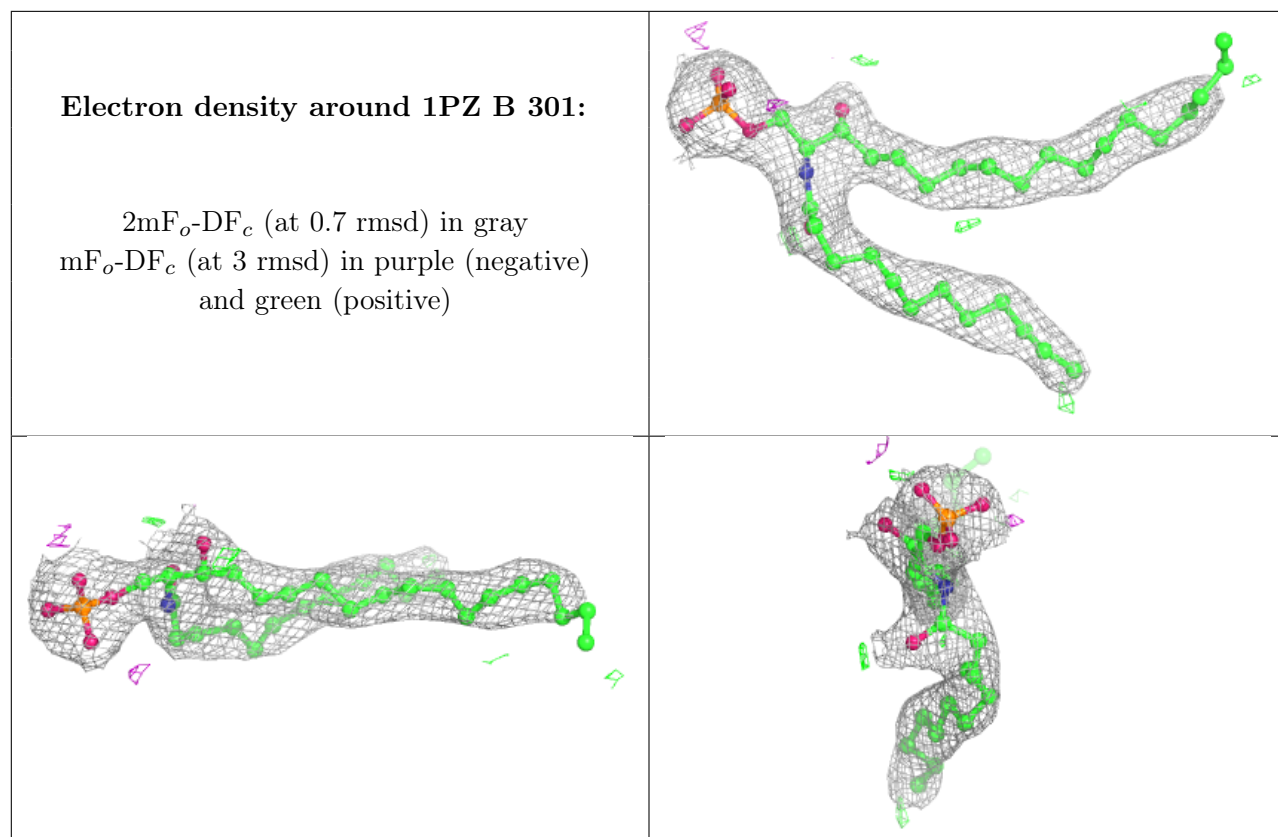 Electron density around 1PZ B 301:
2mFo-DFc (at 0.7 rmsd) in gray
mFo-DFc (at 3 rmsd) in purple (negative)
and green (positive)